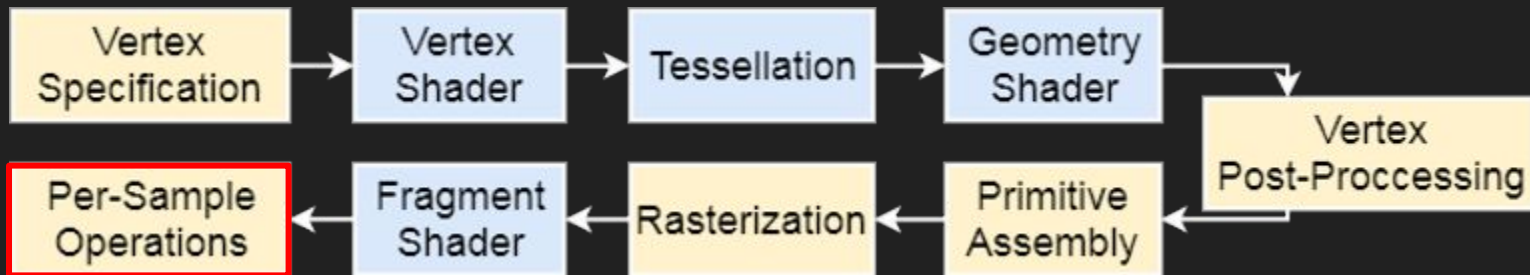 Vertex
Specification
Vertex
Shader
Tessellation
Geometry
Shader
Vertex
Post-Proccessing
Primitive
Assembly
Rasterization
Fragment
Shader
Per-Sample
Operations